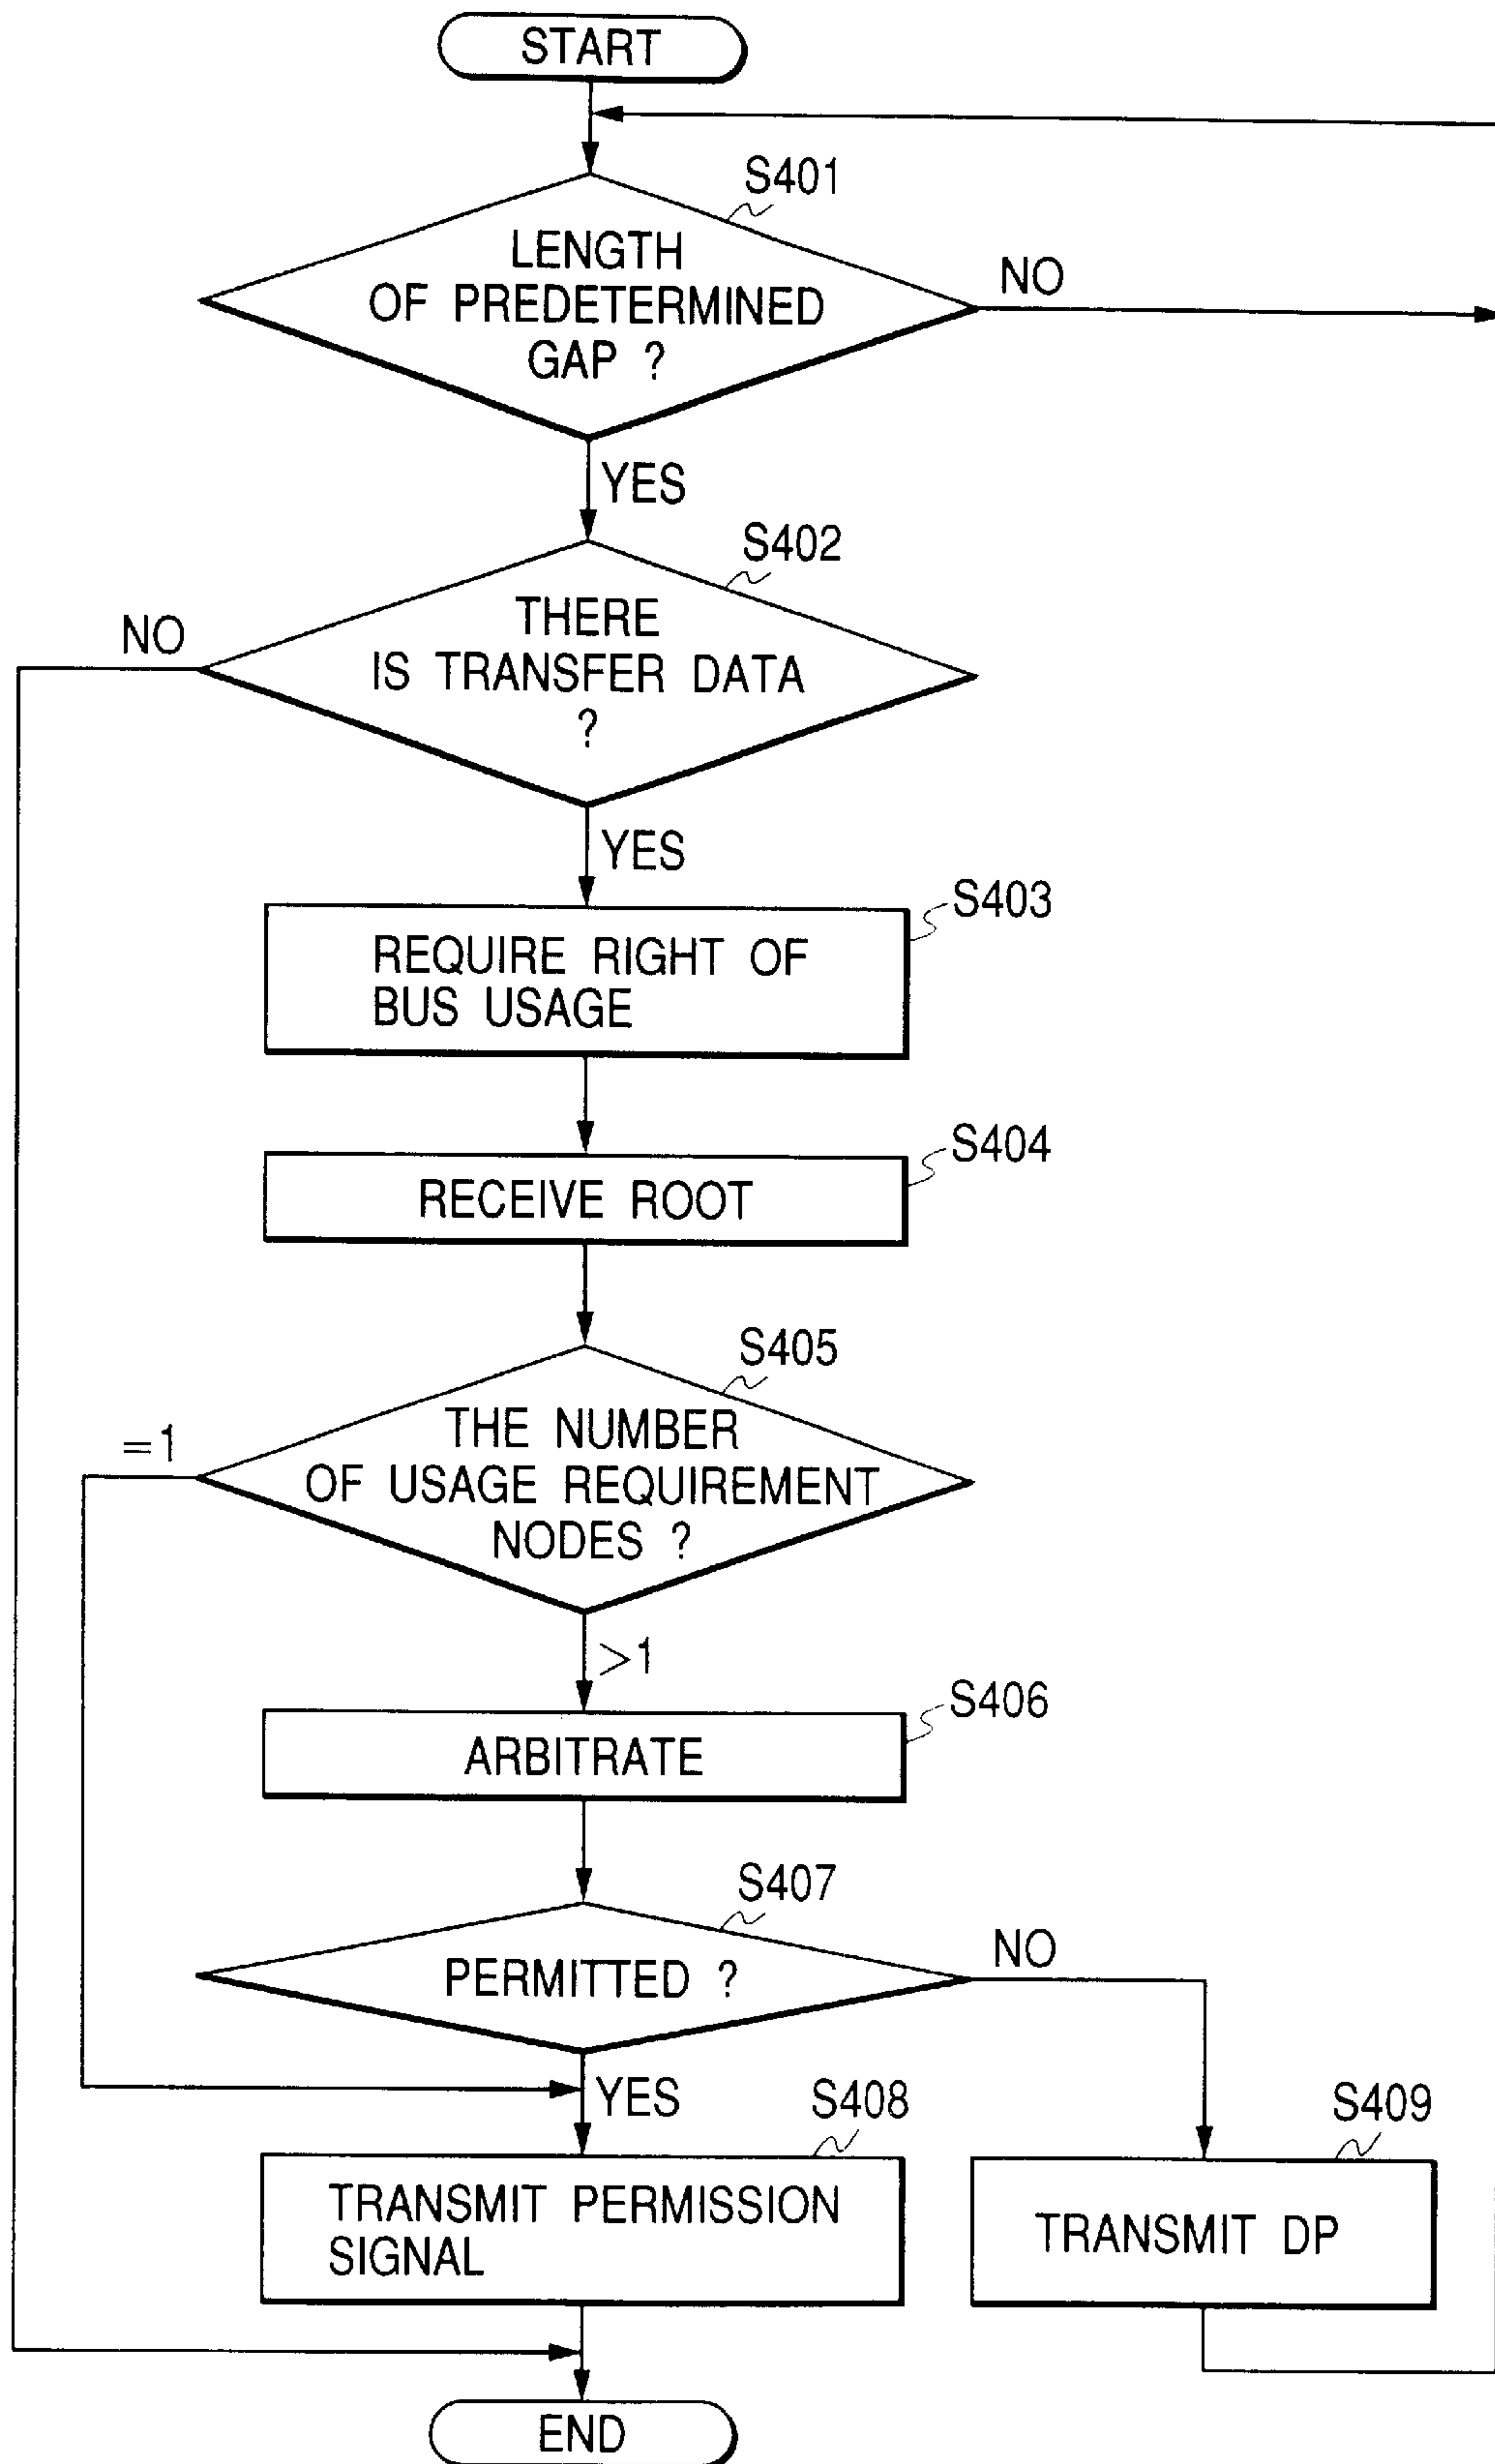 START
S401
LENGTH
OF PREDETERMINED
GAP ?
NO
YES
S402
THERE
IS TRANSFER DATA
?
NO
YES
S403
REQUIRE RIGHT OF
BUS USAGE
S404
RECEIVE ROOT
S405
THE NUMBER
OF USAGE REQUIREMENT
NODES ?
=1
>1
S406
ARBITRATE
S407
PERMITTED ?
NO
YES
S408
TRANSMIT PERMISSION
SIGNAL
S409
TRANSMIT DP
END